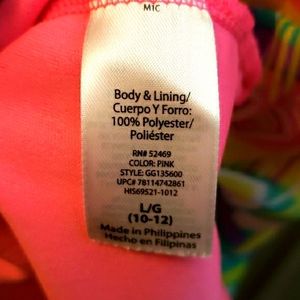 MIC
Body & Lining/
Cuerpo Y Forro:
100% Polyester/
Poliéster
RN# 52469
COLOR: PINK
STYLE: GG135600
UPC# 78114742861
HIS69521-1012
L/G
(10-12)
Made in Philippines
Hecho en Filipinas